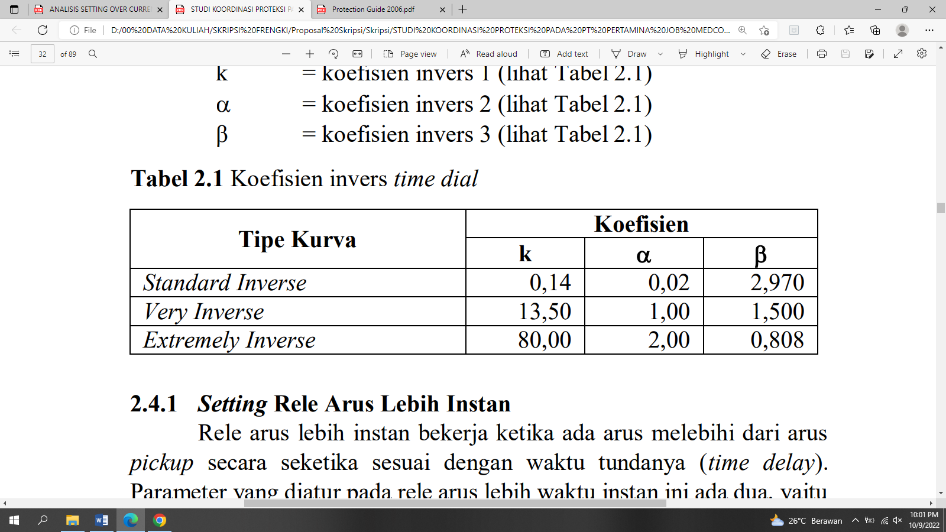 ANALISIS SETTING OVER CURRE
STUDI KOORDINASI PROTEKSI P
Protection Guide 2006.pdf
File
D:/00%20DATA%20KULIAH/SKRIPSI%20FRENGKI/Proposal%20Skripsi/Skripsi/STUDI%20KOORDINASI%20PROTEKSI%20PADA%20PT%20PERTAMINA%20JOB%20MEDCO...
32 of 89
Page view
Read aloud
Add text
Draw
Highlight
Erase
k = koefisien invers 1 (lihat Tabel 2.1)
α = koefisien invers 2 (lihat Tabel 2.1)
β = koefisien invers 3 (lihat Tabel 2.1)
Tabel 2.1 Koefisien invers time dial
Tipe Kurva Koefisien
k α β
Standard Inverse 0,14 0,02 2,970
Very Inverse 13,50 1,00 1,500
Extremely Inverse 80,00 2,00 0,808
2.4.1 Setting Rele Arus Lebih Instan
Rele arus lebih instan bekerja ketika ada arus melebihi dari arus
pickup secara seketika sesuai dengan waktu tundanya (time delay).
Parameter yang diatur pada rele arus lebih waktu instan ini ada dua, yaitu
26°C Berawan
10:01 PM
10/9/2022